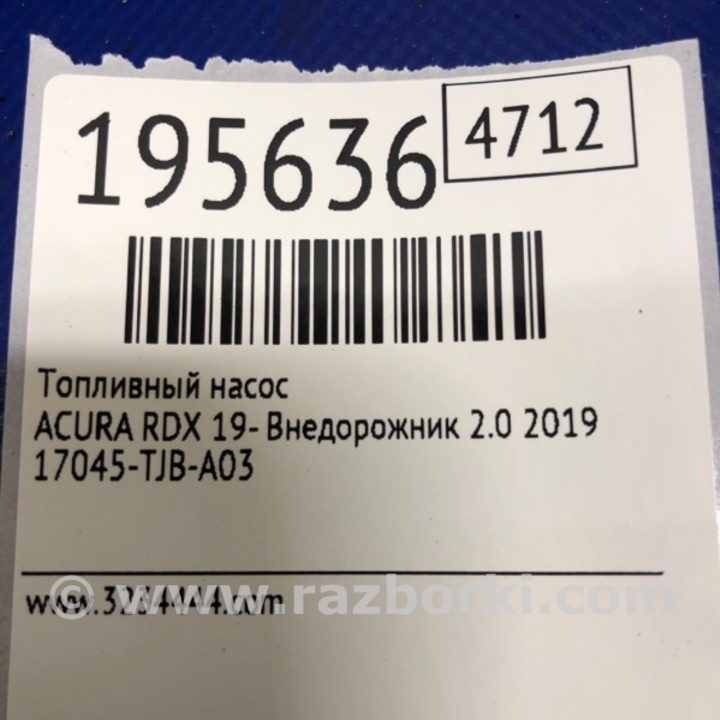 195636 4712
Топливный насос
ACURA RDX 19- Внедорожник 2.0 2019
17045-TJB-A03
© www.razborki.com